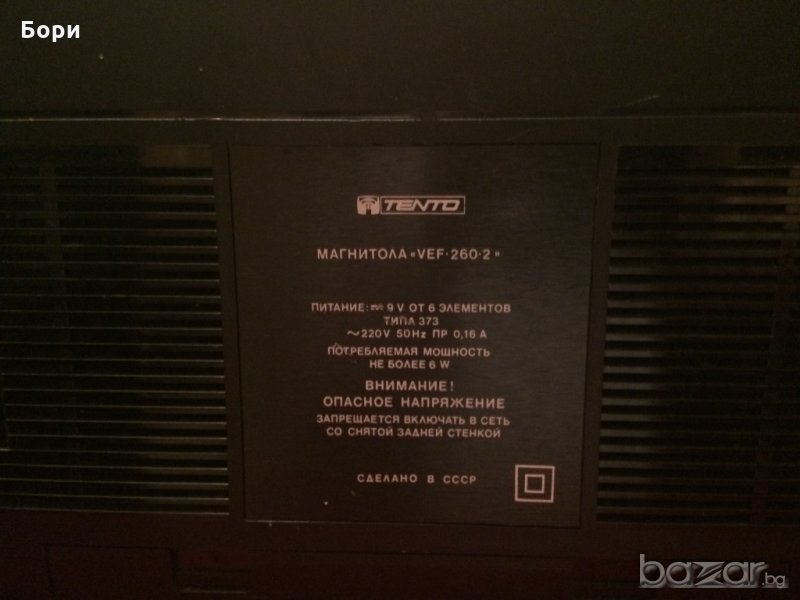 Бори
TENTO
МАГНИТОЛА «VEF·260·2»
ПИТАНИЕ: ⎓ 9 V ОТ 6 ЭЛЕМЕНТОВ
ТИПА 373
~220V 50Hz ПР 0,16 А
ПОТРЕБЛЯЕМАЯ МОЩНОСТЬ
НЕ БОЛЕЕ 6 W
ВНИМАНИЕ!
ОПАСНОЕ НАПРЯЖЕНИЕ
ЗАПРЕЩАЕТСЯ ВКЛЮЧАТЬ В СЕТЬ
СО СНЯТОЙ ЗАДНЕЙ СТЕНКОЙ
СДЕЛАНО В СССР
bazar.bg